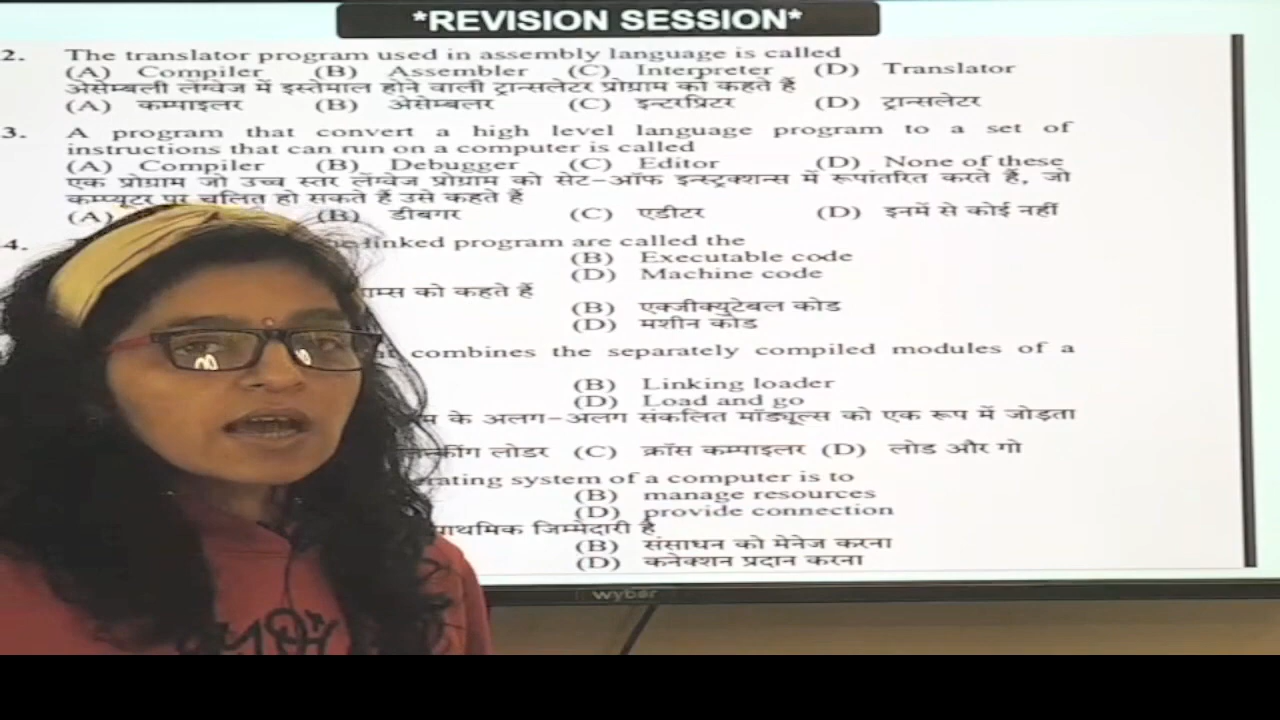 *REVISION SESSION*
2. The translator program used in assembly language is called
(A) Compiler (B) Assembler (C) Interpreter (D) Translator
अेसेम्बली लेंग्वेज में इस्तेमाल होने वाली ट्रान्सलेटर प्रोग्राम को कहते हैं
(A) कम्पाइलर (B) अेसेम्बलर (C) इन्टरप्रिटर (D) ट्रान्सलेटर
3. A program that convert a high level language program to a set of
instructions that can run on a computer is called
(A) Compiler (B) Debugger (C) Editor (D) None of these
एक प्रोग्राम जो उच्च स्तर लेंग्वेज प्रोग्राम को सेट-ऑफ इन्स्ट्रक्शन्स में रूपांतरित करते हैं, जो
कम्प्यूटर पर चलित हो सकते हैं उसे कहते हैं
(A) (B) डीबगर (C) एडीटर (D) इनमें से कोई नहीं
4. linked program are called the
(B) Executable code
(D) Machine code
को कहते हैं
(B) एक्जीक्युटेबल कोड
(D) मशीन कोड
combines the separately compiled modules of a
(B) Linking loader
(D) Load and go
के अलग-अलग संकलित मॉड्यूल्स को एक रूप में जोड़ता
लोडर (C) क्रॉस कम्पाइलर (D) लोड और गो
system of a computer is to
(B) manage resources
(D) provide connection
जिम्मेदारी है
(B) संसाधन को मेनेज करना
(D) कनेक्शन प्रदान करना
wybor